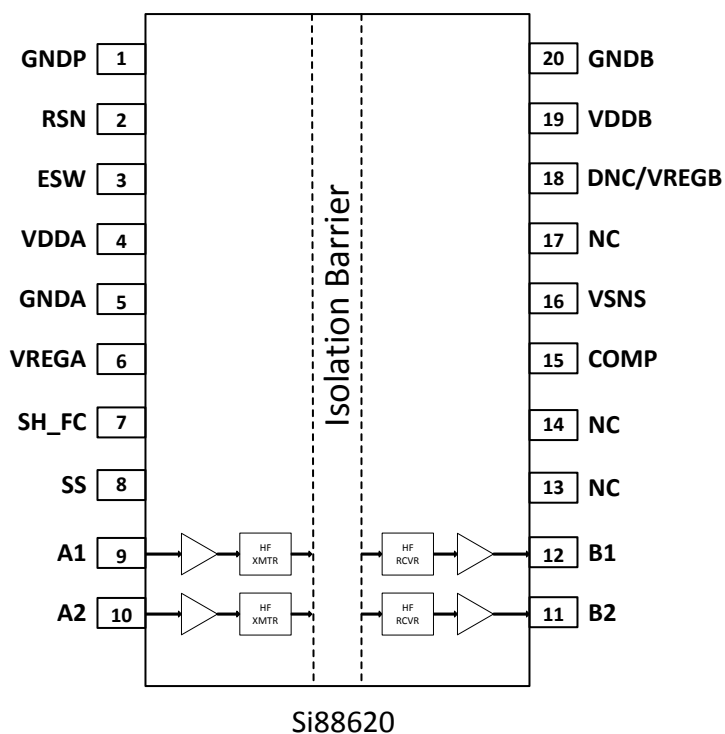 GNDP 1
RSN 2
ESW 3
VDDA 4
GNDA 5
VREGA 6
SH_FC 7
SS 8
A1 9
A2 10
HF
XMTR
HF
XMTR
Isolation Barrier
HF
RCVR
HF
RCVR
20 GNDB
19 VDDB
18 DNC/VREGB
17 NC
16 VSNS
15 COMP
14 NC
13 NC
12 B1
11 B2
Si88620